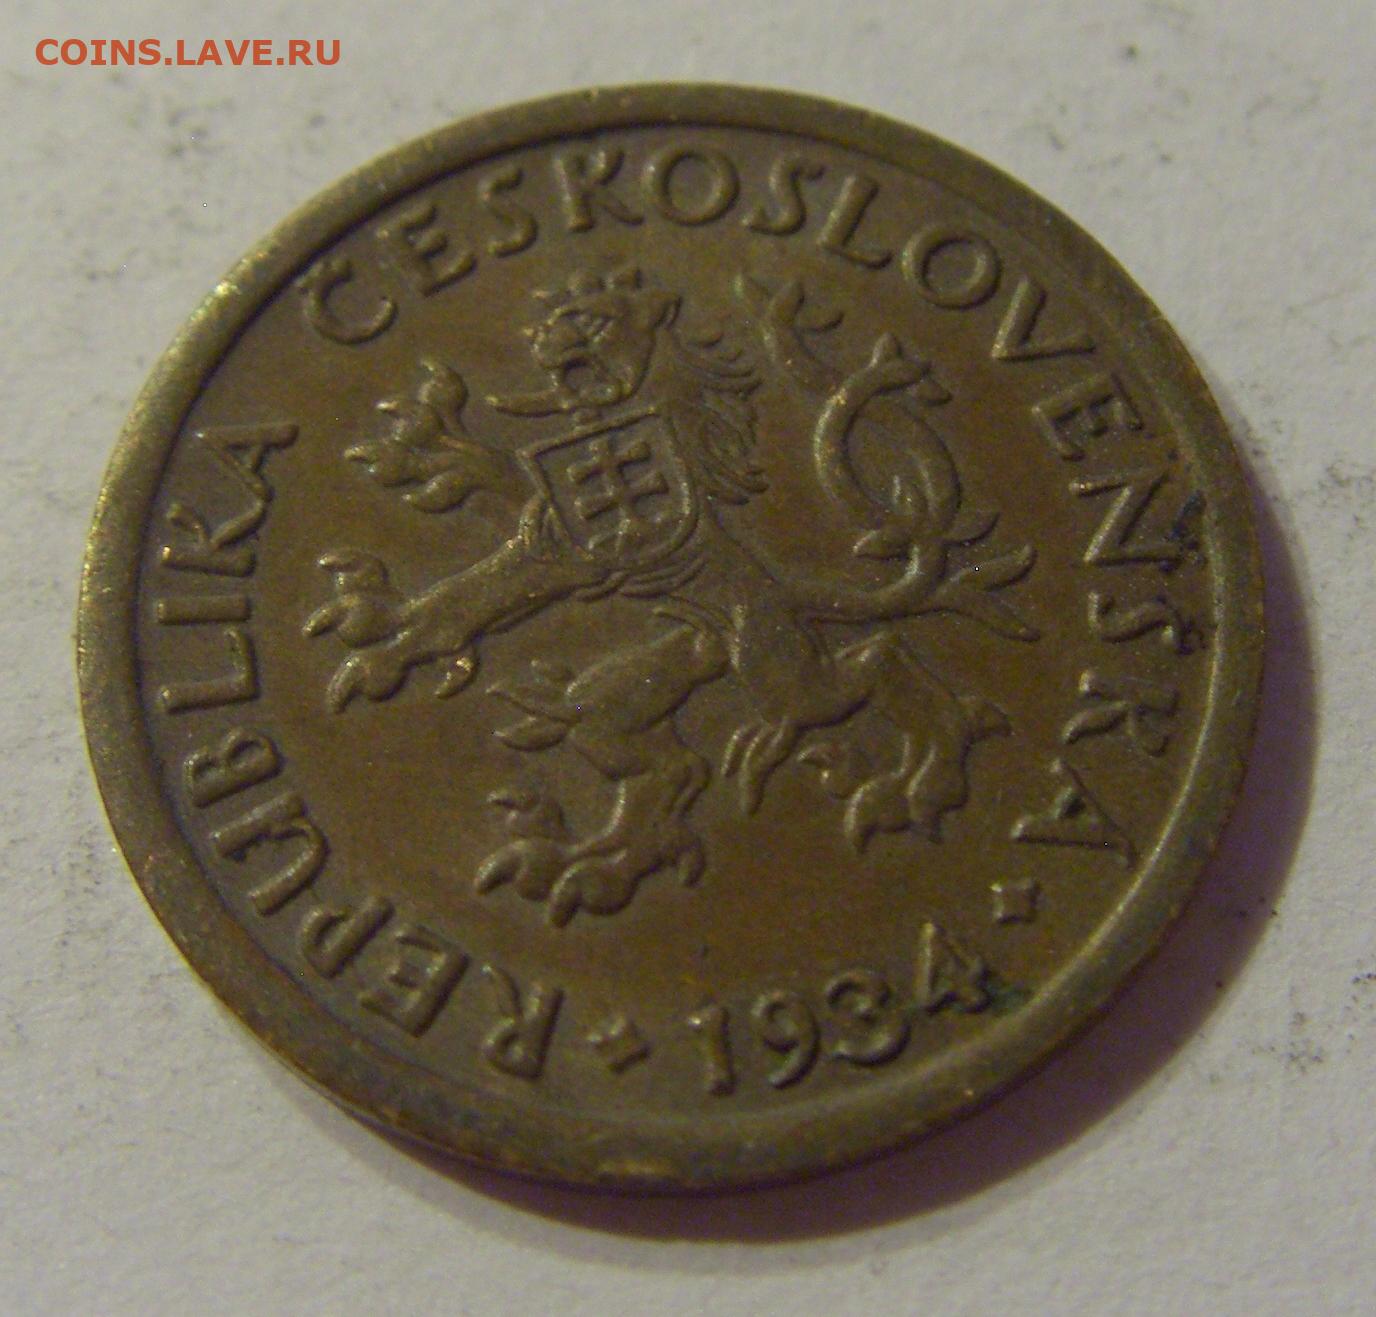 COINS.LAVE.RU
REPUBLIKA ČESKOSLOVENSKÁ
1934